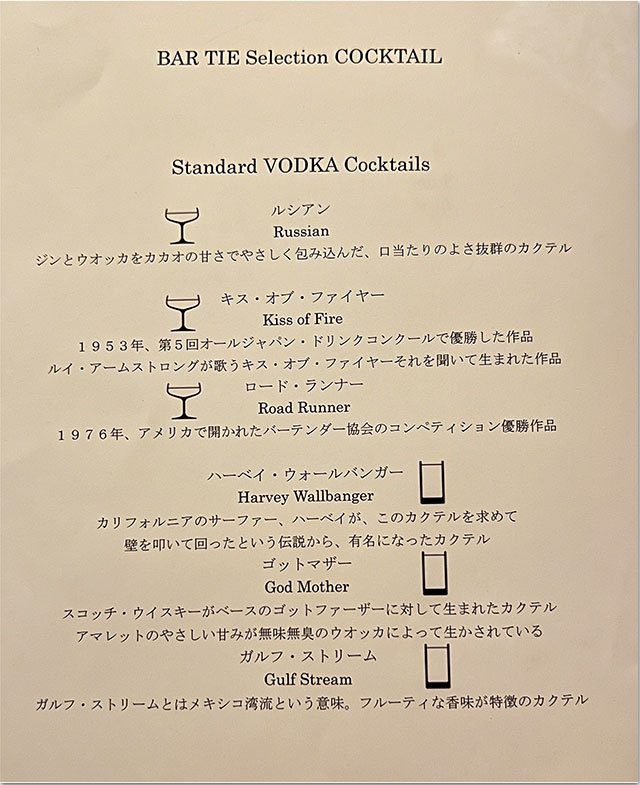 BAR TIE Selection COCKTAIL
Standard VODKA Cocktails
ルシアン
Russian
ジンとウオッカをカカオの甘さでやさしく包み込んだ、口当たりのよさ抜群のカクテル
キス・オブ・ファイヤー
Kiss of Fire
１９５３年、第５回オールジャパン・ドリンクコンクールで優勝した作品
ルイ・アームストロングが歌うキス・オブ・ファイヤーそれを聞いて生まれた作品
ロード・ランナー
Road Runner
１９７６年、アメリカで開かれたバーテンダー協会のコンペティション優勝作品
ハーベイ・ウォールバンガー
Harvey Wallbanger
カリフォルニアのサーファー、ハーベイが、このカクテルを求めて
壁を叩いて回ったという伝説から、有名になったカクテル
ゴットマザー
God Mother
スコッチ・ウイスキーがベースのゴットファーザーに対して生まれたカクテル
アマレットのやさしい甘みが無味無臭のウオッカによって生かされている
ガルフ・ストリーム
Gulf Stream
ガルフ・ストリームとはメキシコ湾流という意味。フルーティな香味が特徴のカクテル